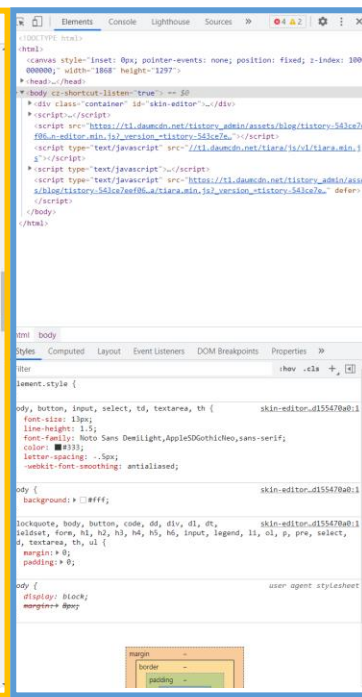 Elements Console Lighthouse Sources » 4 2
<!DOCTYPE html>
<html>
<canvas style="inset: 0px; pointer-events: none; position: fixed; z-index: 100
000000;" width="1868" height="1297">
<head>…</head>
<body cz-shortcut-listen="true"> == $0
<div class="container" id="skin-editor">…</div>
<script>…</script>
<script src="https://t1.daumcdn.net/tistory_admin/assets/blog/tistory-543ce7
f06…n-editor.min.js?_version_=tistory-543ce7e…"></script>
<script type="text/javascript" src="//t1.daumcdn.net/tiara/js/v1/tiara.min.j
s"></script>
<script type="text/javascript">…</script>
<script type="text/javascript" src="https://t1.daumcdn.net/tistory_admin/asse
s/blog/tistory-543ce7eef06…a/tiara.min.js?_version_=tistory-543ce7e…" defer>
</script>
</body>
</html>
html body
Styles Computed Layout Event Listeners DOM Breakpoints Properties »
ilter :hov .cls +
lement.style {
ody, button, input, select, td, textarea, th { skin-editor…d155470a0:1
font-size: 13px;
line-height: 1.5;
font-family: Noto Sans DemiLight,AppleSDGothicNeo,sans-serif;
color: #333;
letter-spacing: -.5px;
-webkit-font-smoothing: antialiased;
ody { skin-editor…d155470a0:1
background: #fff;
}
lockquote, body, button, code, dd, div, dl, dt, skin-editor…d155470a0:1
ieldset, form, h1, h2, h3, h4, h5, h6, input, legend, li, ol, p, pre, select,
d, textarea, th, ul {
margin: 0;
padding: 0;
ody { user agent stylesheet
display: block;
margin: 8px;
margin -
border -
padding -